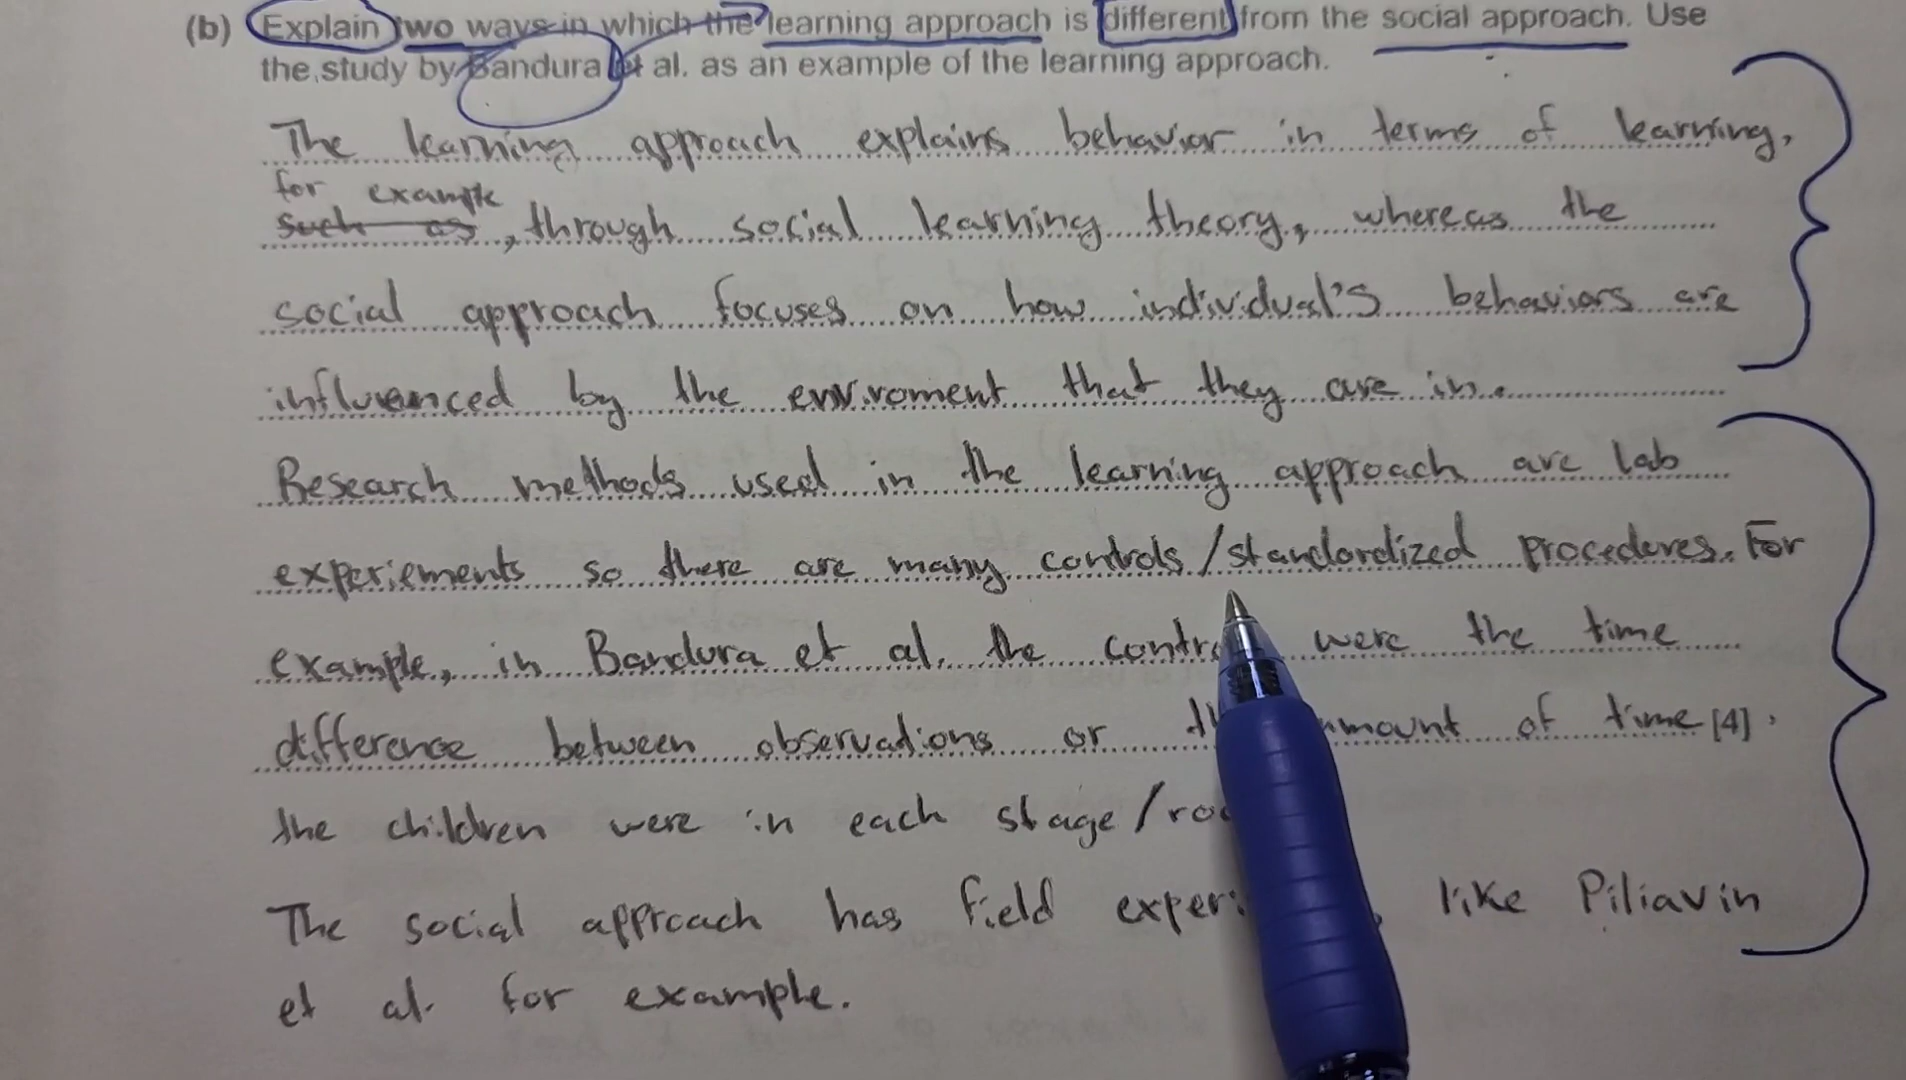 (b) Explain two ways in which the learning approach is different from the social approach. Use
the study by Bandura et al. as an example of the learning approach.
The learning approach explains behavior in terms of learning,
for example
such as, through social learning theory, whereas the
social approach focuses on how individual's behaviors are
influenced by the enviroment that they are in.
Research methods used in the learning approach are lab
experiements so there are many controls/standardized procederes. For
example, in Bandura et al. the were the time
difference between observations or amount of time [4]
the children were in each stage/
The social approach has field like Piliavin
et al. for example.